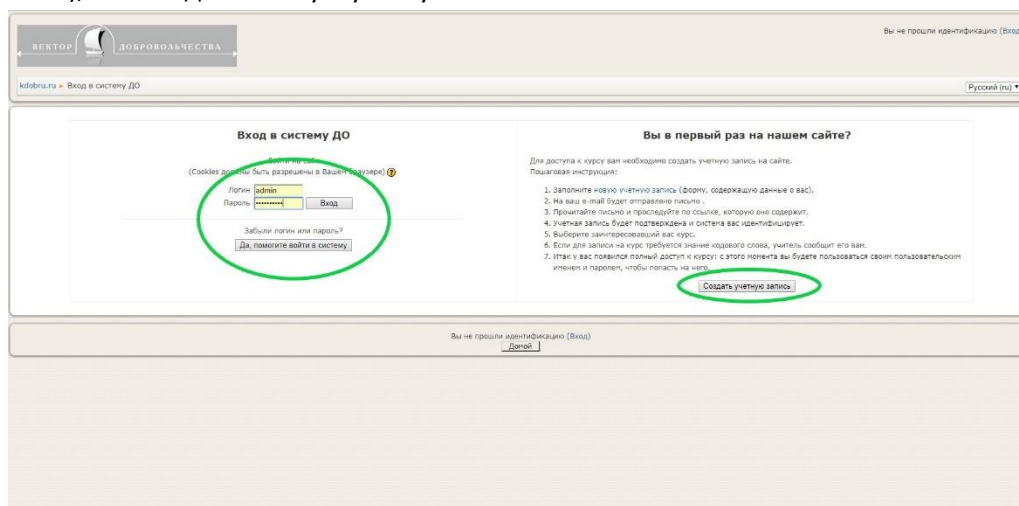 ВЕКТОР ДОБРОВОЛЬЧЕСТВА
Вы не прошли идентификацию (Вход
kdobru.ru ► Вход в систему ДО
Русский (ru)
Вход в систему ДО
(Cookies должны быть разрешены в Вашем браузере)
Логин admin
Пароль •••••••••• Вход
Забыли логин или пароль?
Да, помогите войти в систему
Вы в первый раз на нашем сайте?
Для доступа к курсу вам необходимо создать учетную запись на сайте.
Пошаговая инструкция:
1. Заполните новую учетную запись (форму, содержащую данные о вас).
2. На ваш e-mail будет отправлено письмо .
3. Прочитайте письмо и проследуйте по ссылке, которую оно содержит.
4. Учетная запись будет подтверждена и система вас идентифицирует.
5. Выберите заинтересовавший вас курс.
6. Если для записи на курс требуется знание кодового слова, учитель сообщит его вам.
7. Итак у вас появился полный доступ к курсу: с этого момента вы будете пользоваться своим пользовательским
именем и паролем, чтобы попасть на него.
Создать учетную запись
Вы не прошли идентификацию (Вход)
Домой